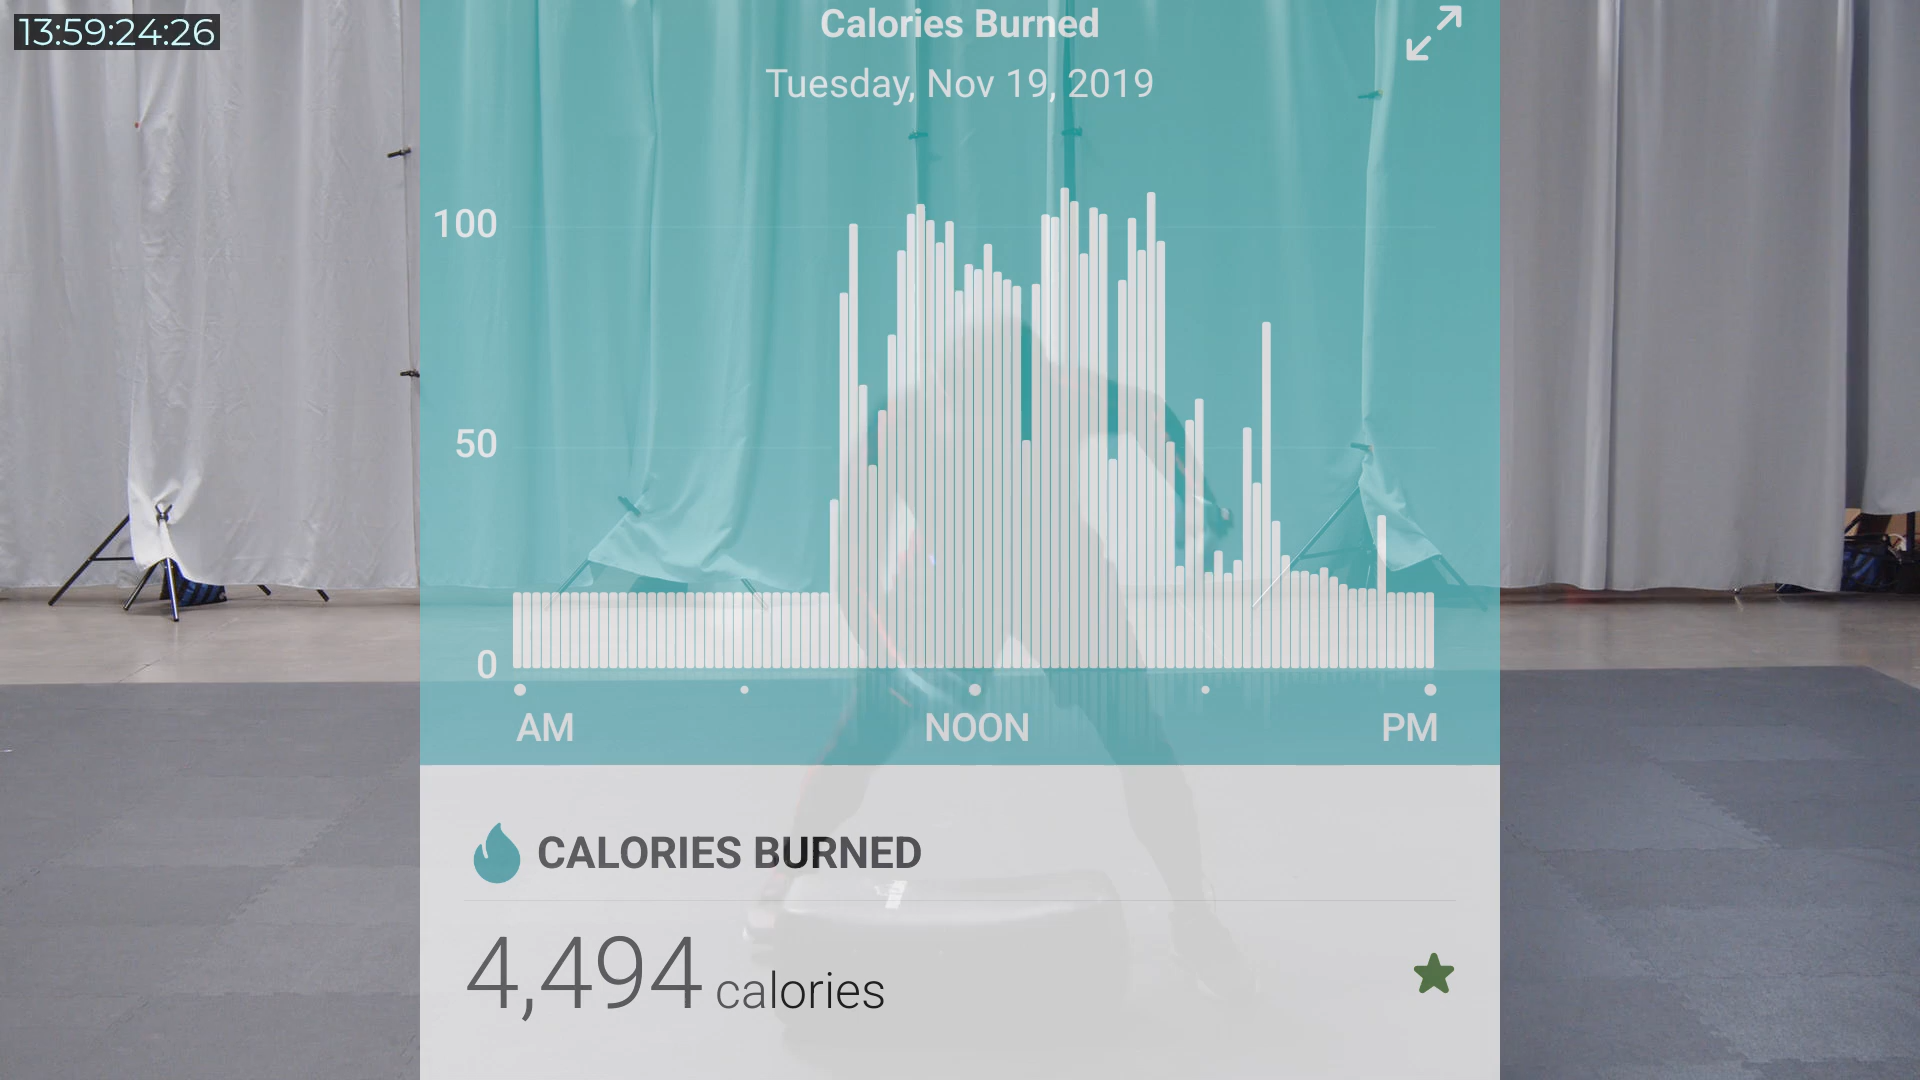 13:59:24:26
Calories Burned
Tuesday, Nov 19, 2019
100
50
0
AM NOON PM
CALORIES BURNED
4,494 calories